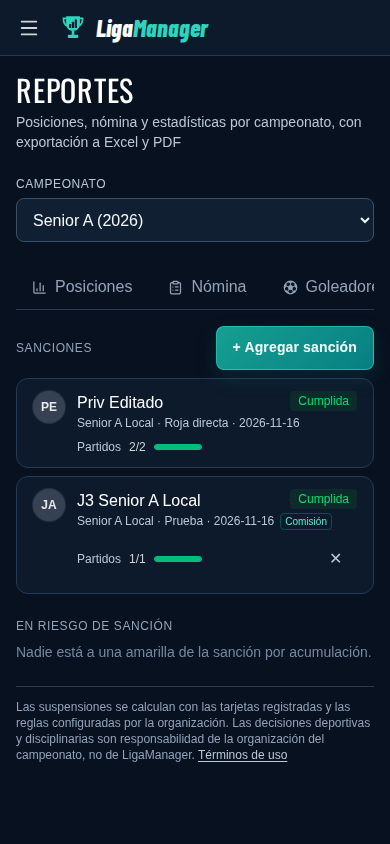 LigaManager
REPORTES
Posiciones, nómina y estadísticas por campeonato, con
exportación a Excel y PDF
CAMPEONATO
Senior A (2026)
Posiciones Nómina Goleadore
SANCIONES + Agregar sanción
PE Priv Editado Cumplida
Senior A Local · Roja directa · 2026-11-16
Partidos 2/2
JA J3 Senior A Local Cumplida
Senior A Local · Prueba · 2026-11-16 Comisión
Partidos 1/1 ✕
EN RIESGO DE SANCIÓN
Nadie está a una amarilla de la sanción por acumulación.
Las suspensiones se calculan con las tarjetas registradas y las
reglas configuradas por la organización. Las decisiones deportivas
y disciplinarias son responsabilidad de la organización del
campeonato, no de LigaManager. Términos de uso